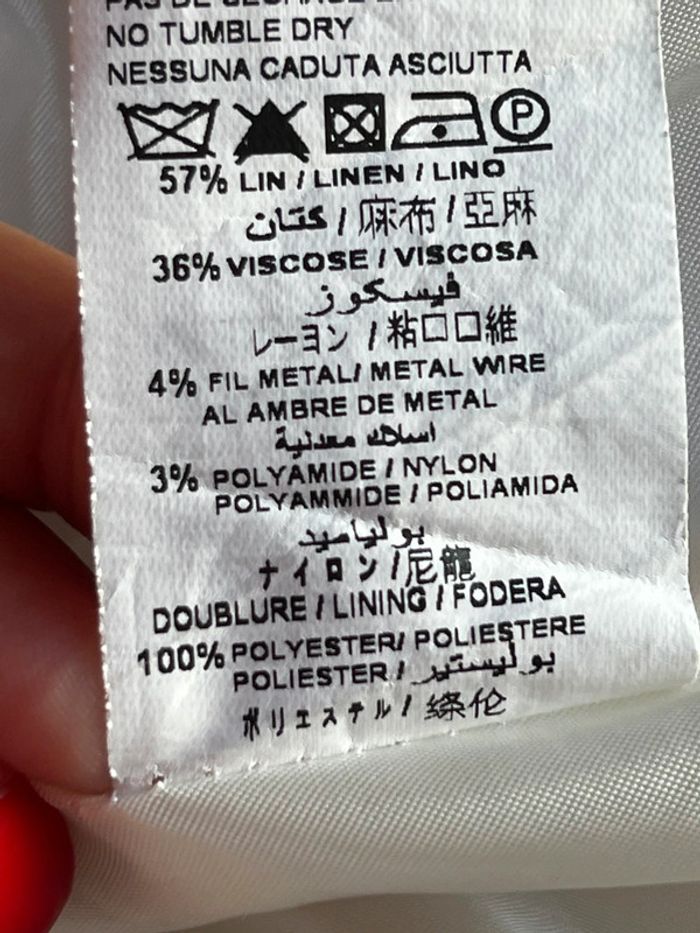 NO TUMBLE DRY
NESSUNA CADUTA ASCIUTTA
P
57% LIN / LINEN / LINO
كتان / 麻布 / 亞麻
36% VISCOSE / VISCOSA
فيسكوز
レーヨン / 粘□□維
4% FIL METAL/ METAL WIRE
AL AMBRE DE METAL
اسلاك معدنية
3% POLYAMIDE / NYLON
POLYAMMIDE / POLIAMIDA
بولياميد
ナイロン / 尼龍
DOUBLURE / LINING / FODERA
100% POLYESTER/ POLIESTERE
POLIESTER / بوليستير
ポリエステル / 絛伦